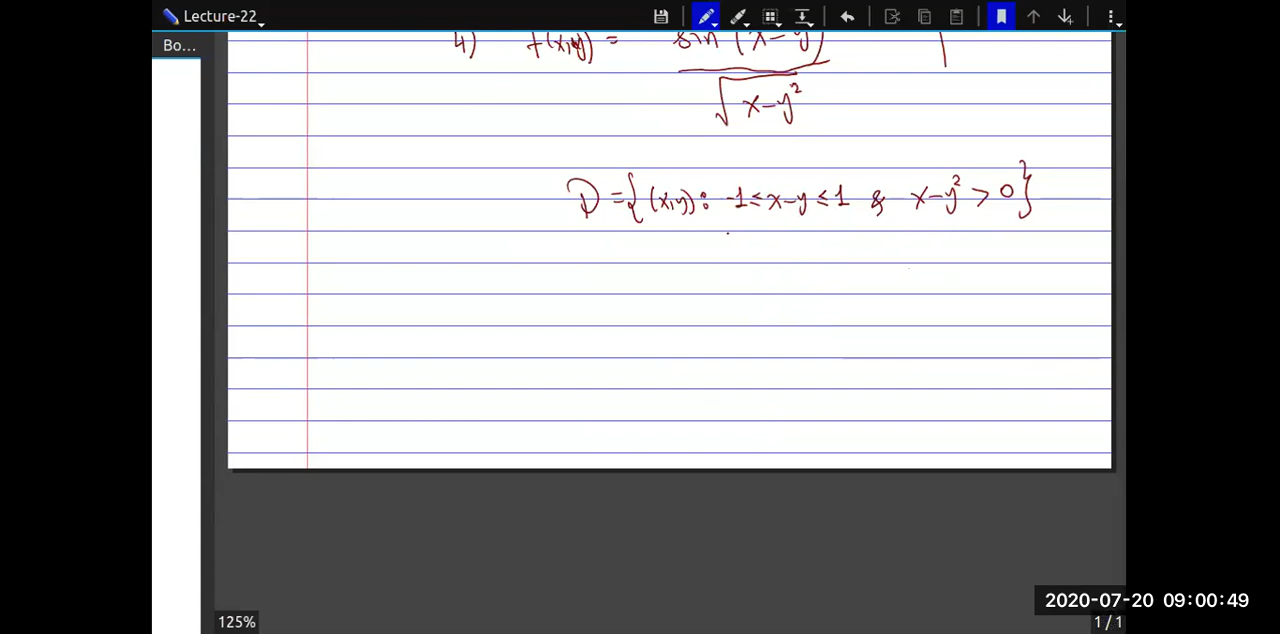 Lecture-22
Bo...
4) f(x,y) = sin (x-y) / √x-y²
D = {(x,y) : -1 ≤ x-y ≤ 1 & x-y² > 0}
2020-07-20 09:00:49
125%
1 / 1